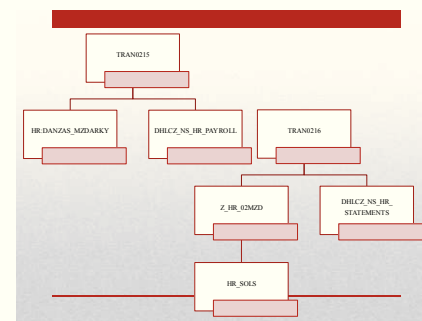 TRAN0215
HR:DANZAS_MZDARKY
DHLCZ_NS_HR_PAYROLL
TRAN0216
Z_HR_02MZD
DHLCZ_NS_HR_
STATEMENTS
HR_SOLS